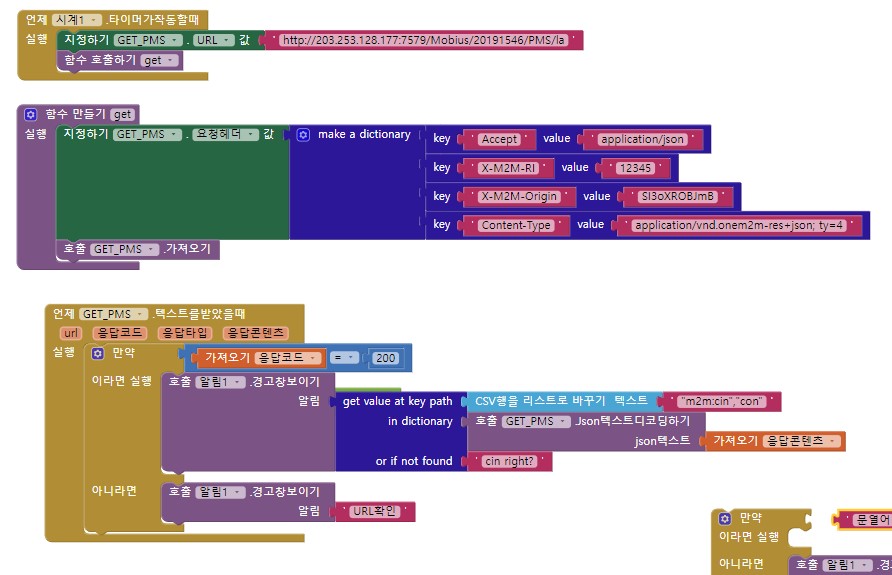 언제 시계1 .타이머가작동할때
실행 지정하기 GET_PMS . URL 값 " http://203.253.128.177:7579/Mobius/20191546/PMS/la "
함수 호출하기 get
함수 만들기 get
실행 지정하기 GET_PMS . 요청헤더 값 make a dictionary key " Accept " value " application/json "
key " X-M2M-RI " value " 12345 "
key " X-M2M-Origin " value " SI3oXROBJmB "
key " Content-Type " value " application/vnd.onem2m-res+json; ty=4 "
호출 GET_PMS .가져오기
언제 GET_PMS .텍스트를받았을때
url 응답코드 응답타입 응답콘텐츠
실행 만약 가져오기 응답코드 = 200
이라면 실행 호출 알림1 .경고창보이기
알림 get value at key path CSV행을 리스트로 바꾸기 텍스트 " "m2m:cin","con" "
in dictionary 호출 GET_PMS .Json텍스트디코딩하기
json텍스트 가져오기 응답콘텐츠
or if not found " cin right? "
아니라면 호출 알림1 .경고창보이기
알림 " URL확인 "
만약 " 문열어
이라면 실행
아니라면 호출 알림1 .경